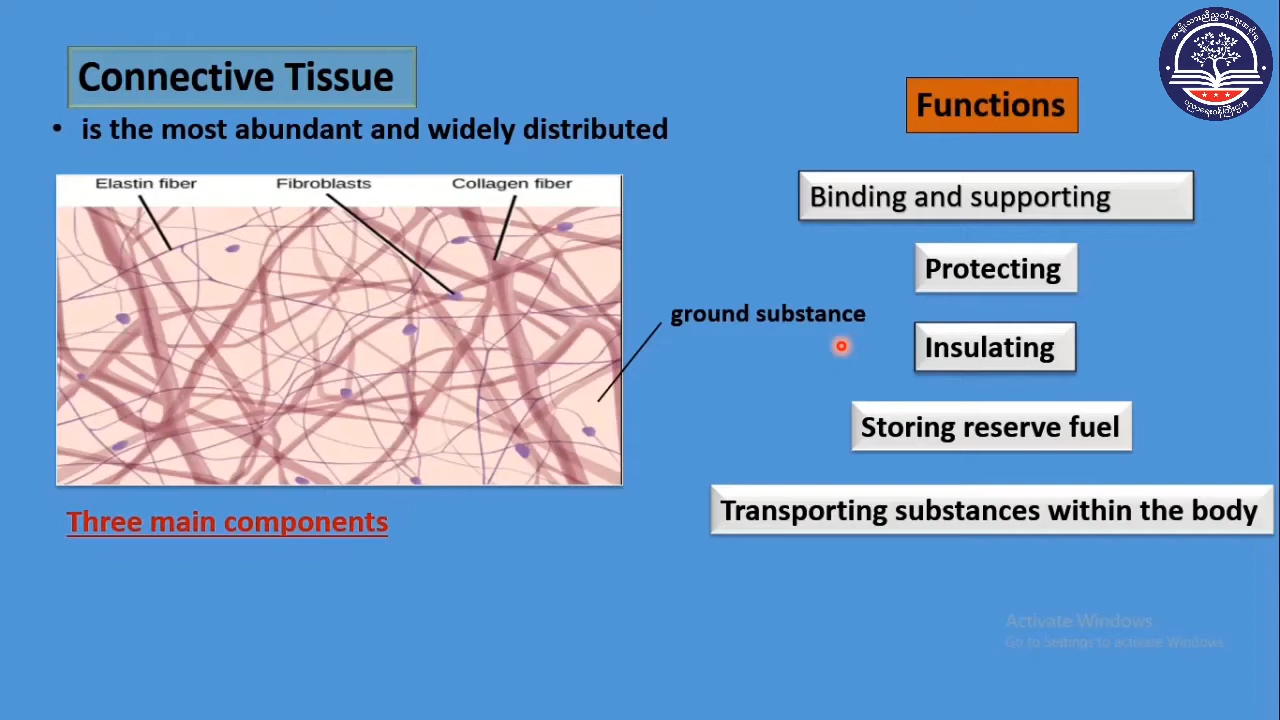 Connective Tissue
• is the most abundant and widely distributed
Elastin fiber
Fibroblasts
Collagen fiber
ground substance
Three main components
Functions
Binding and supporting
Protecting
Insulating
Storing reserve fuel
Transporting substances within the body
Activate Windows
Go to Settings to activate Windows.